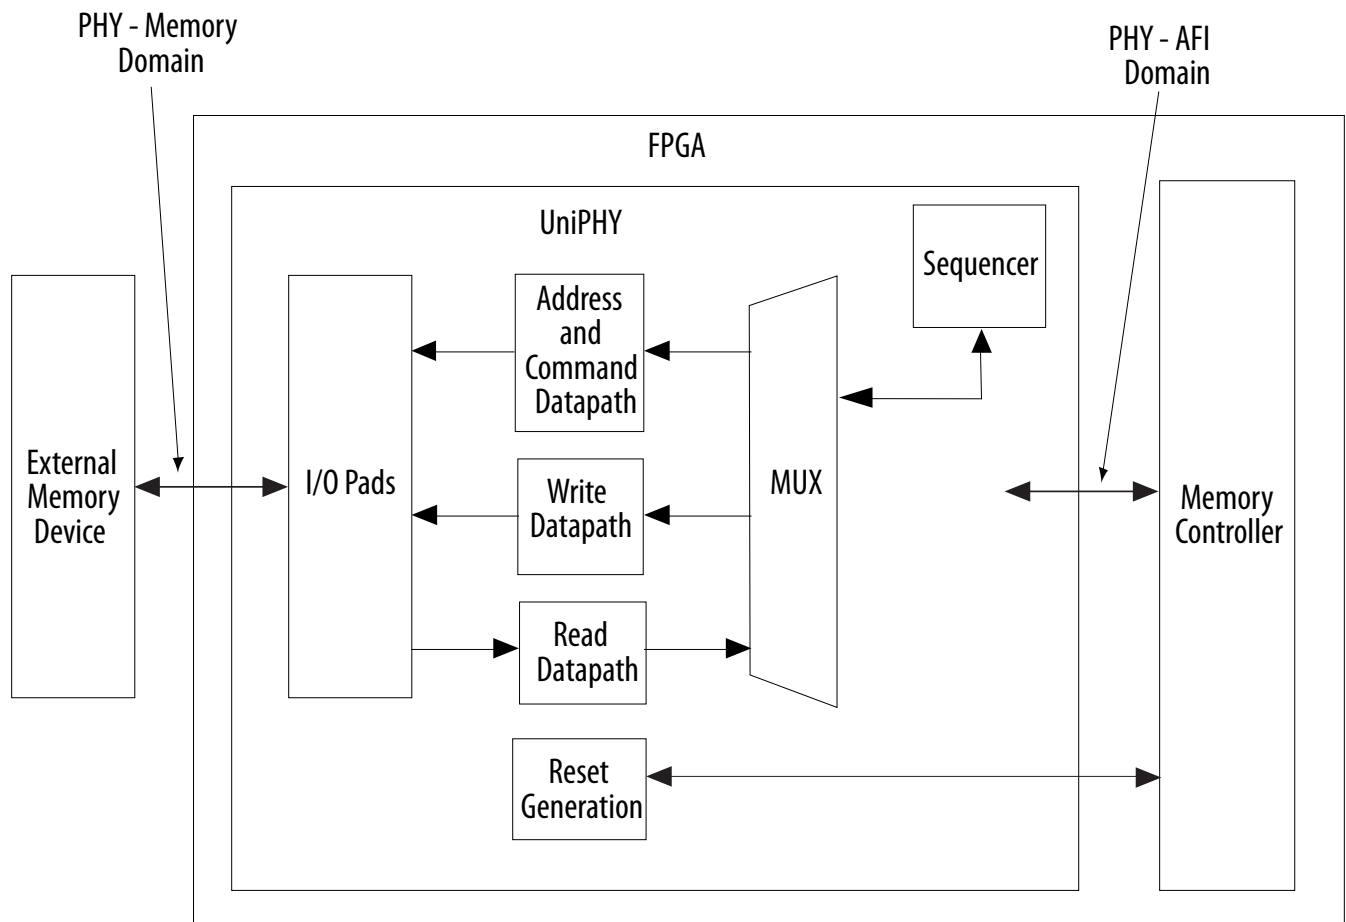 PHY - Memory
Domain
PHY - AFI
Domain
FPGA
UniPHY
Sequencer
Address
and
Command
Datapath
External
Memory
Device
I/O Pads
Write
Datapath
MUX
Memory
Controller
Read
Datapath
Reset
Generation